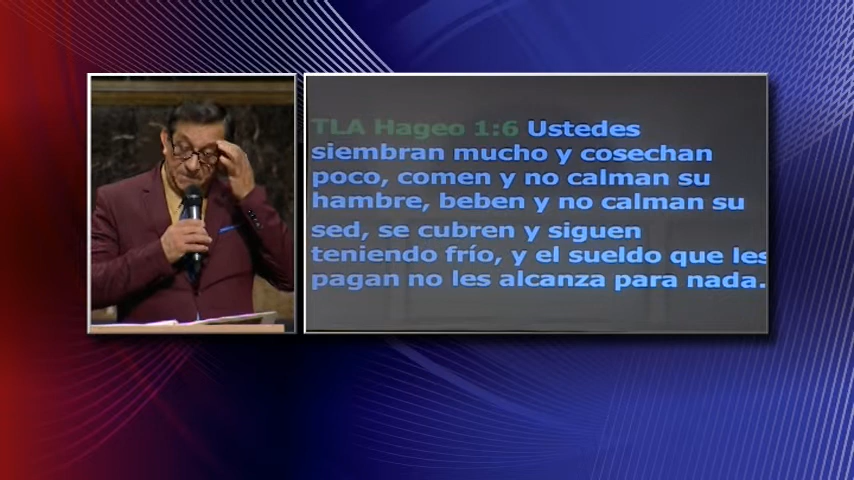 TLA Hageo 1:6 Ustedes
siembran mucho y cosechan
poco, comen y no calman su
hambre, beben y no calman su
sed, se cubren y siguen
teniendo frío, y el sueldo que les
pagan no les alcanza para nada.